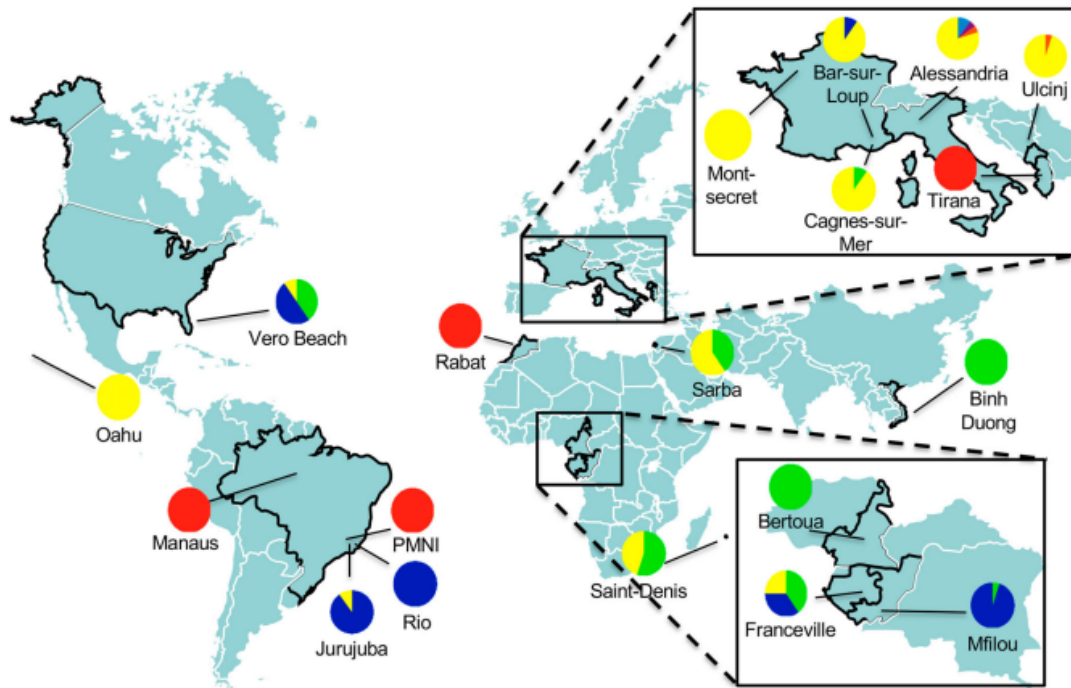 Bar-sur-
Loup
Alessandria
Ulcinj
Mont-
secret
Cagnes-sur-
Mer
Tirana
Vero Beach
Oahu
Rabat
Sarba
Binh
Duong
Manaus
PMNI
Rio
Jurujuba
Saint-Denis
Bertoua
Franceville
Mfilou